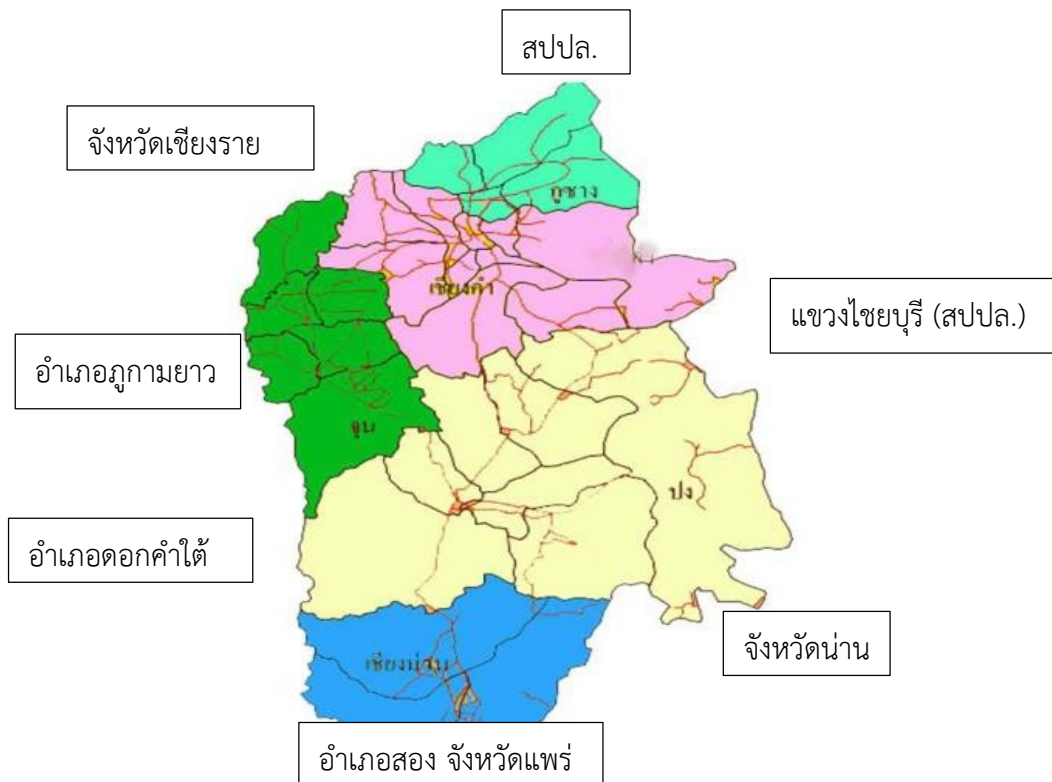 สปปล.
จังหวัดเชียงราย
ภูซาง
เชียงคำ
แขวงไชยบุรี (สปปล.)
อำเภอภูกามยาว
จุน
ปง
อำเภอดอกคำใต้
จังหวัดน่าน
เชียงม่วน
อำเภอสอง จังหวัดแพร่